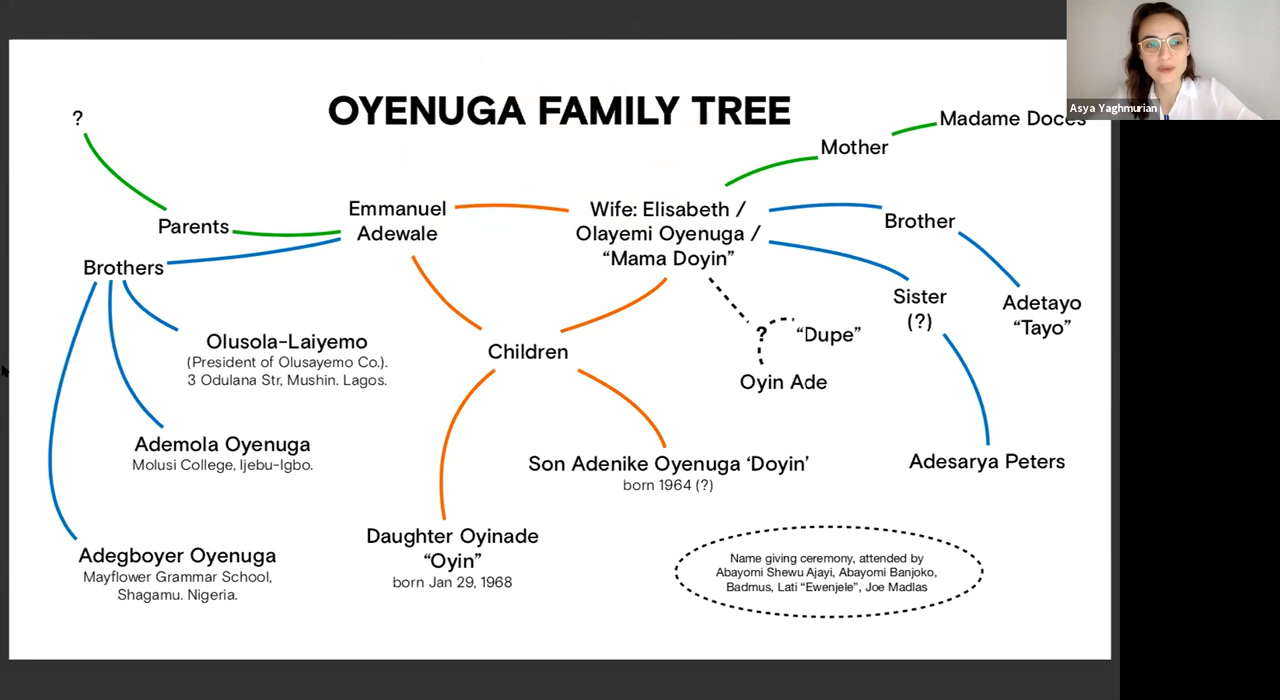 OYENUGA FAMILY TREE
Asya Yaghmurian
?
Madame Doces
Mother
Parents
Emmanuel
Adewale
Wife: Elisabeth /
Olayemi Oyenuga /
“Mama Doyin”
Brother
Brothers
Sister
(?)
Adetayo
“Tayo”
Olusola-Laiyemo
(President of Olusayemo Co.).
3 Odulana Str, Mushin. Lagos.
Children
? “Dupe”
Oyin Ade
Ademola Oyenuga
Molusi College, Ijebu-Igbo.
Son Adenike Oyenuga ‘Doyin’
born 1964 (?)
Adesarya Peters
Adegboyer Oyenuga
Mayflower Grammar School,
Shagamu. Nigeria.
Daughter Oyinade
“Oyin”
born Jan 29, 1968
Name giving ceremony, attended by
Abayomi Shewu Ajayi, Abayomi Banjoko,
Badmus, Lati “Ewenjele”, Joe Madlas